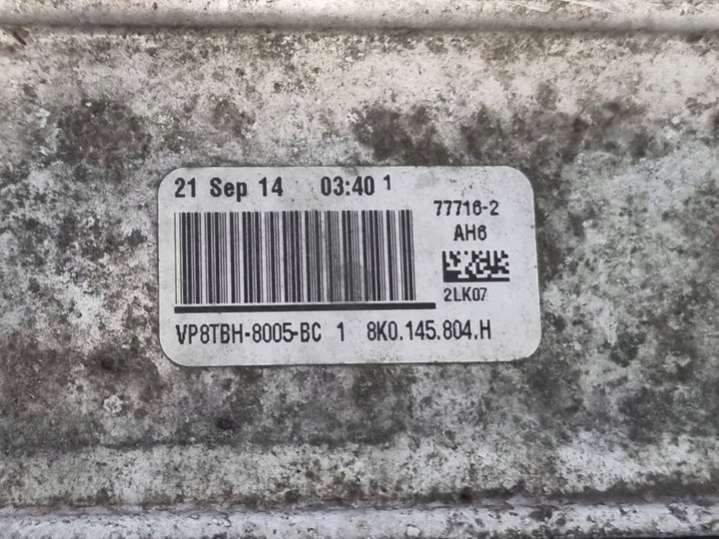 21 Sep 14 03:40 1
77716-2
AH6
2LK07
VP8TBH-8005-BC 1 8K0.145.804.H